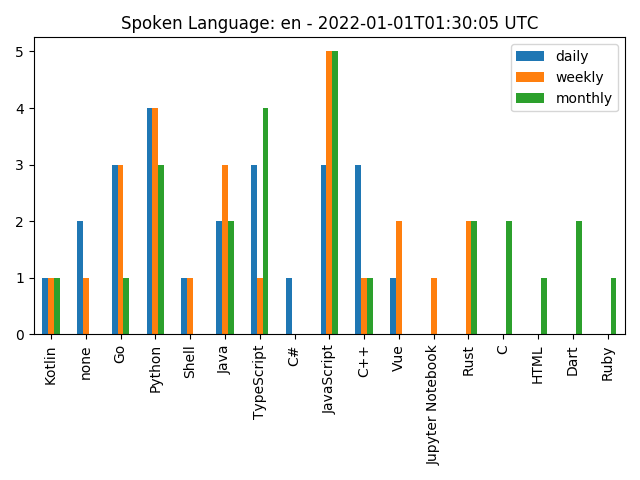 Spoken Language: en - 2022-01-01T01:30:05 UTC
daily
weekly
monthly
5
4
3
2
1
0
Kotlin
none
Go
Python
Shell
Java
TypeScript
C#
JavaScript
C++
Vue
Jupyter Notebook
Rust
C
HTML
Dart
Ruby